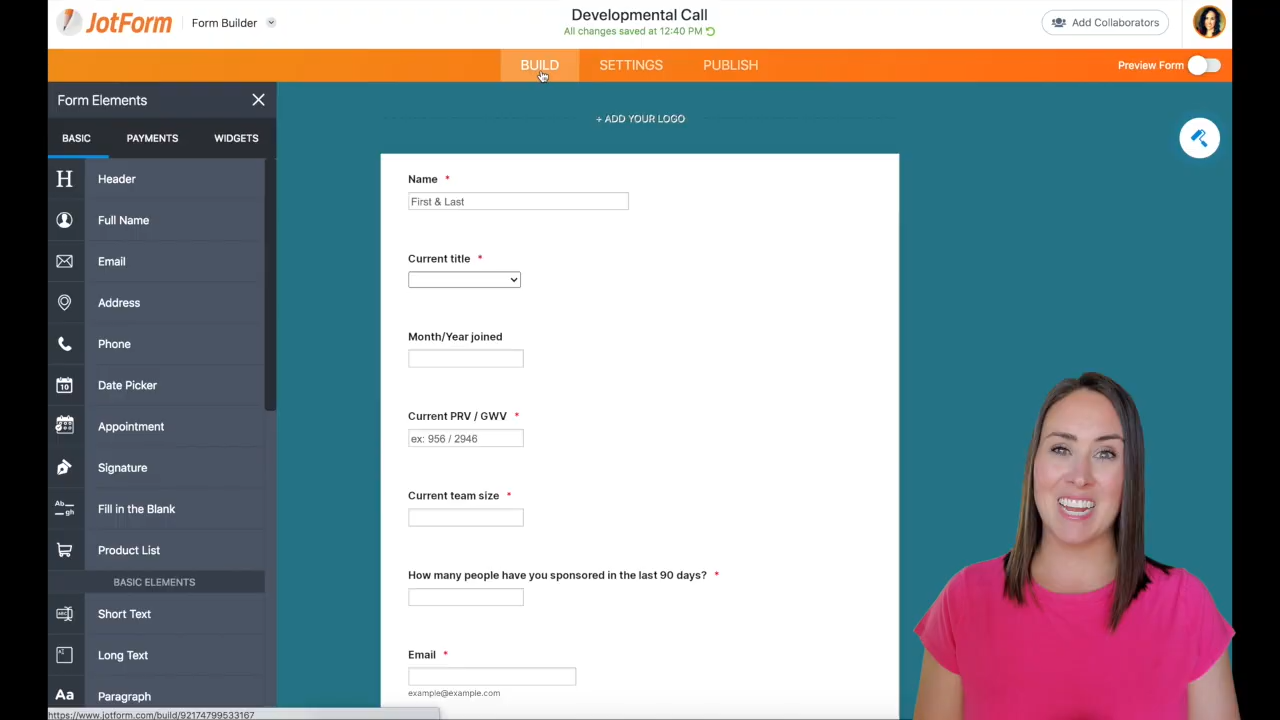 JotForm
Form Builder
Developmental Call
All changes saved at 12:40 PM
Add Collaborators
BUILD
SETTINGS
PUBLISH
Preview Form
Form Elements
BASIC
PAYMENTS
WIDGETS
H
Header
Full Name
Email
Address
Phone
10
Date Picker
Appointment
Signature
Ab
gh
Fill in the Blank
Product List
BASIC ELEMENTS
Short Text
Long Text
Aa
Paragraph
+ ADD YOUR LOGO
Name *
First & Last
Current title *
Month/Year joined
Current PRV / GWV *
ex: 956 / 2946
Current team size *
How many people have you sponsored in the last 90 days? *
Email *
example@example.com
https://www.jotform.com/build/92174799533167